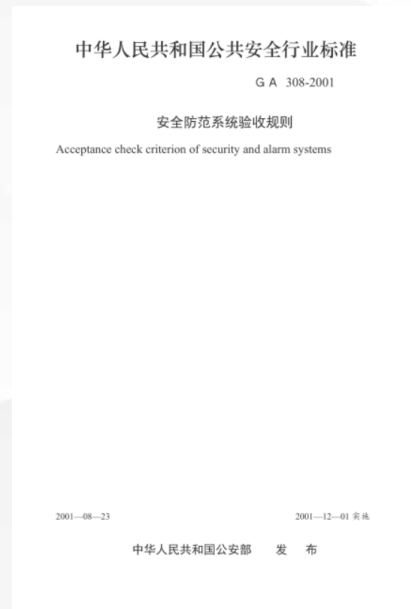 中华人民共和国公共安全行业标准
GA 308-2001
安全防范系统验收规则
Acceptance check criterion of security and alarm systems
2001—08—23 2001—12—01 实施
中华人民共和国公安部 发 布